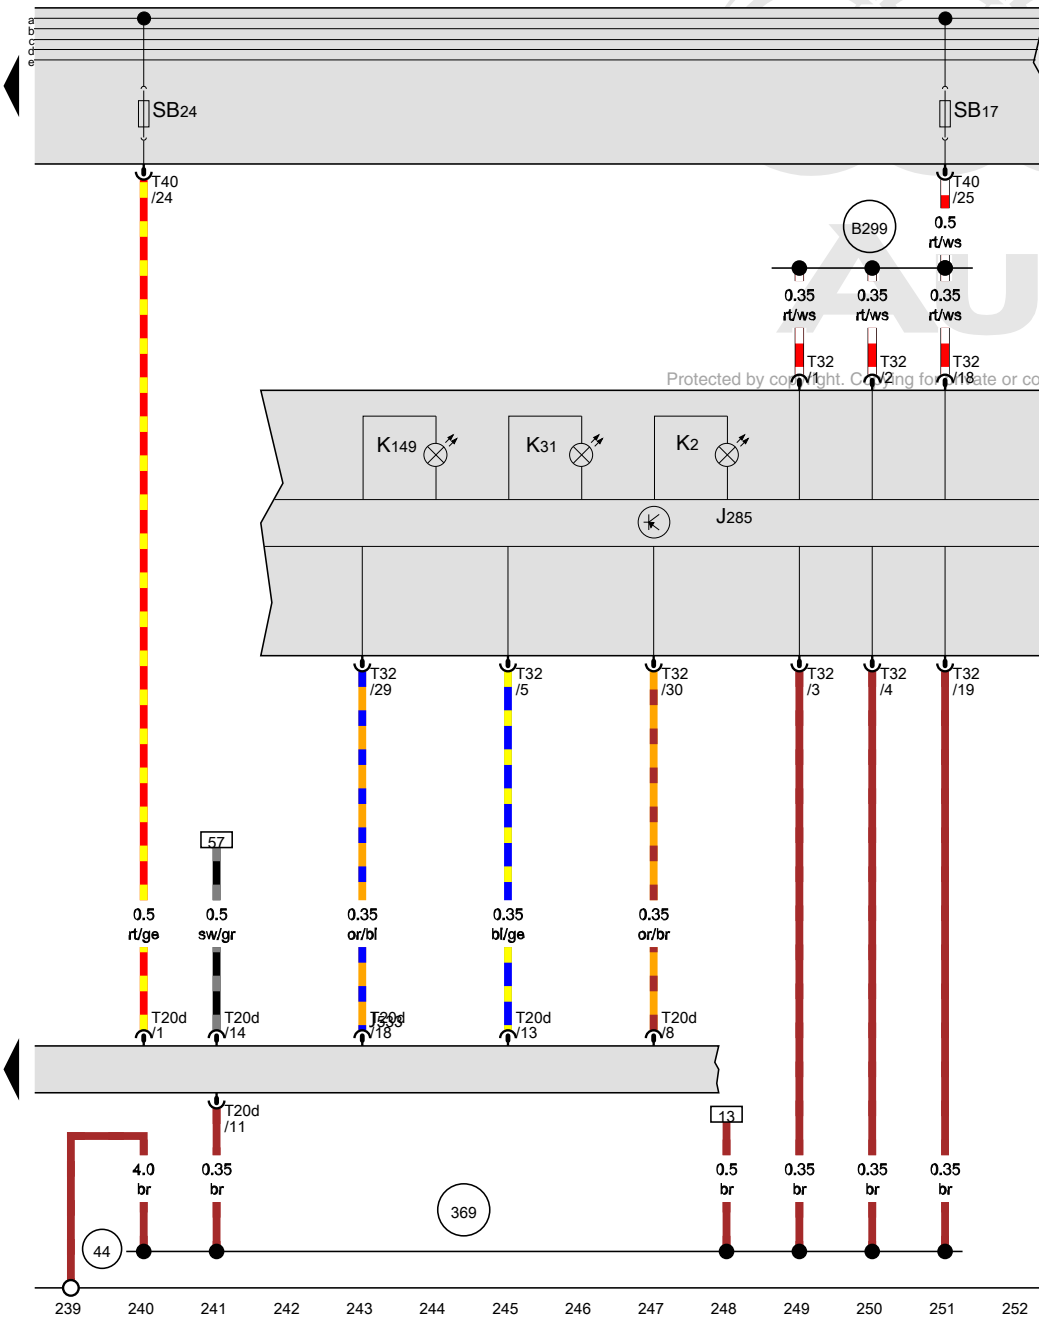 a
b
c
d
e
SB24
SB17
T40
/24
T40
/25
0.5
rt/ws
B299
0.35
rt/ws
0.35
rt/ws
0.35
rt/ws
T32
/1
T32
/2
T32
/18
Protected by copyright. Copying for private or co
AU
K149
K31
K2
J285
T32
/29
T32
/5
T32
/30
T32
/3
T32
/4
T32
/19
57
0.5
rt/ge
0.5
sw/gr
0.35
or/bl
0.35
bl/ge
0.35
or/br
T20d
/1
T20d
/14
T20d
/18
J533
T20d
/13
T20d
/8
T20d
/11
13
4.0
br
0.35
br
0.5
br
0.35
br
0.35
br
0.35
br
369
44
239 240 241 242 243 244 245 246 247 248 249 250 251 252